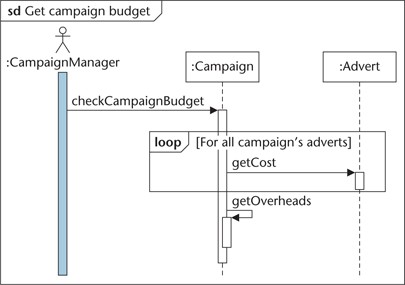 sd Get campaign budget
:CampaignManager
:Campaign
:Advert
checkCampaignBudget
loop [For all campaign's adverts]
getCost
getOverheads